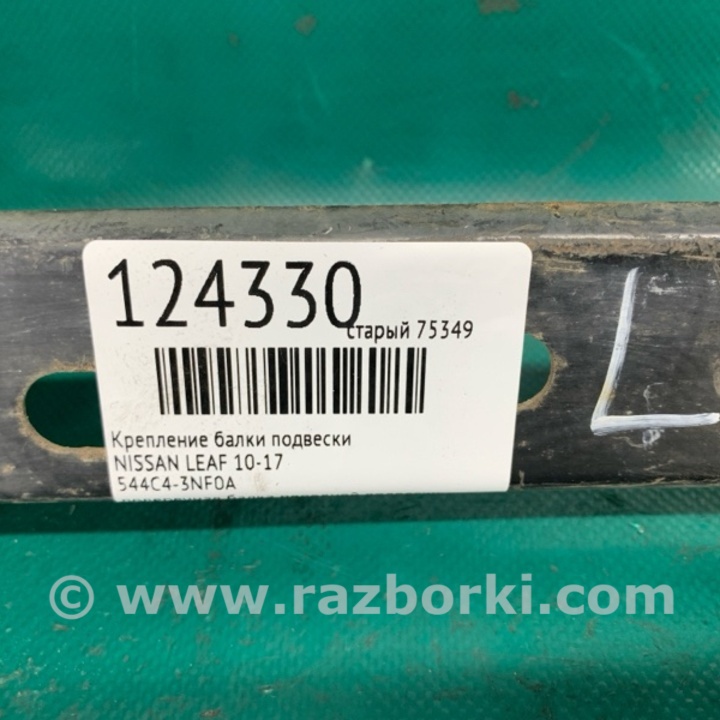 124330
старый 75349
Крепление балки подвески
NISSAN LEAF 10-17
544C4-3NF0A
L
© www.razborki.com